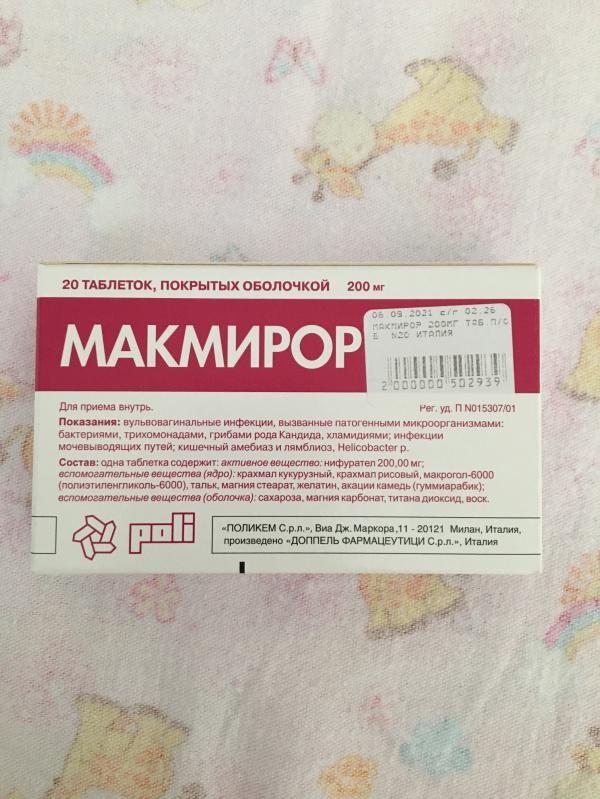 20 ТАБЛЕТОК, ПОКРЫТЫХ ОБОЛОЧКОЙ 200 мг
06.09.2021 с/г 02.26
МАКМИРОР 200МГ ТАБ.П/О
Б N20 ИТАЛИЯ
2 000000 502939
МАКМИРОР
Для приема внутрь.
Рег. уд. П N015307/01
Показания: вульвовагинальные инфекции, вызванные патогенными микроорганизмами:
бактериями, трихомонадами, грибами рода Кандида, хламидиями; инфекции
мочевыводящих путей; кишечный амебиаз и лямблиоз, Helicobacter p.
Состав: одна таблетка содержит: активное вещество: нифурател 200,00 мг;
вспомогательные вещества (ядро): крахмал кукурузный, крахмал рисовый, макрогол-6000
(полиэтиленгликоль-6000), тальк, магния стеарат, желатин, акации камедь (гуммиарабик);
вспомогательные вещества (оболочка): сахароза, магния карбонат, титана диоксид, воск.
poli
«ПОЛИКЕМ С.р.л.», Виа Дж. Маркора,11 - 20121 Милан, Италия,
произведено «ДОППЕЛЬ ФАРМАЦЕУТИЦИ С.р.л.», Италия